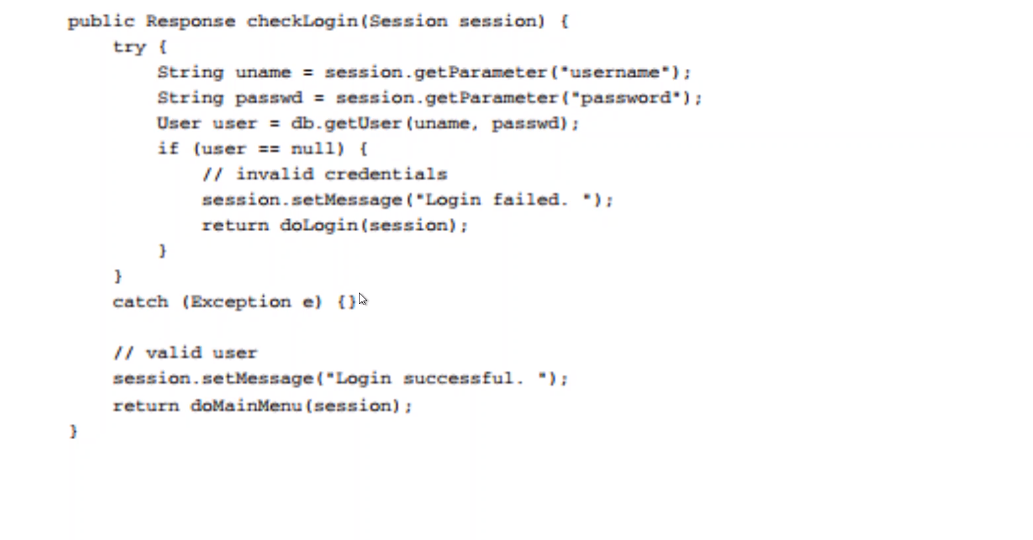 public Response checkLogin(Session session) {
try {
String uname = session.getParameter("username");
String passwd = session.getParameter("password");
User user = db.getUser(uname, passwd);
if (user == null) {
// invalid credentials
session.setMessage("Login failed. ");
return doLogin(session);
}
}
catch (Exception e) {}
// valid user
session.setMessage("Login successful. ");
return doMainMenu(session);
}